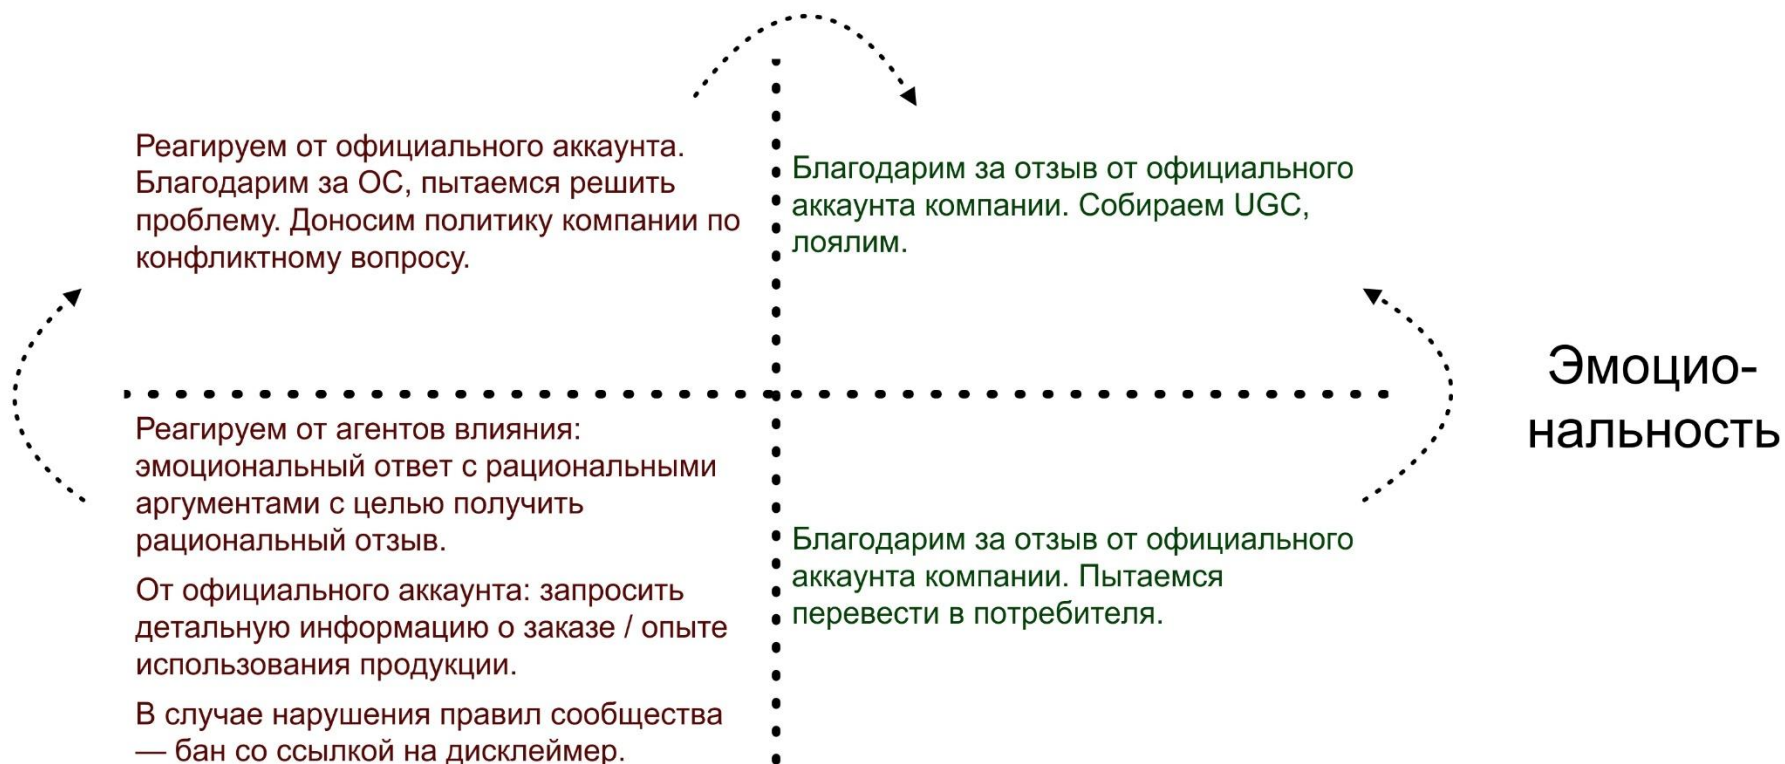 Реагируем от официального аккаунта.
Благодарим за ОС, пытаемся решить
проблему. Доносим политику компании по
конфликтному вопросу.
Благодарим за отзыв от официального
аккаунта компании. Собираем UGC,
лоялим.
Эмоцио-
нальность
Реагируем от агентов влияния:
эмоциональный ответ с рациональными
аргументами с целью получить
рациональный отзыв.
От официального аккаунта: запросить
детальную информацию о заказе / опыте
использования продукции.
В случае нарушения правил сообщества
— бан со ссылкой на дисклеймер.
Благодарим за отзыв от официального
аккаунта компании. Пытаемся
перевести в потребителя.